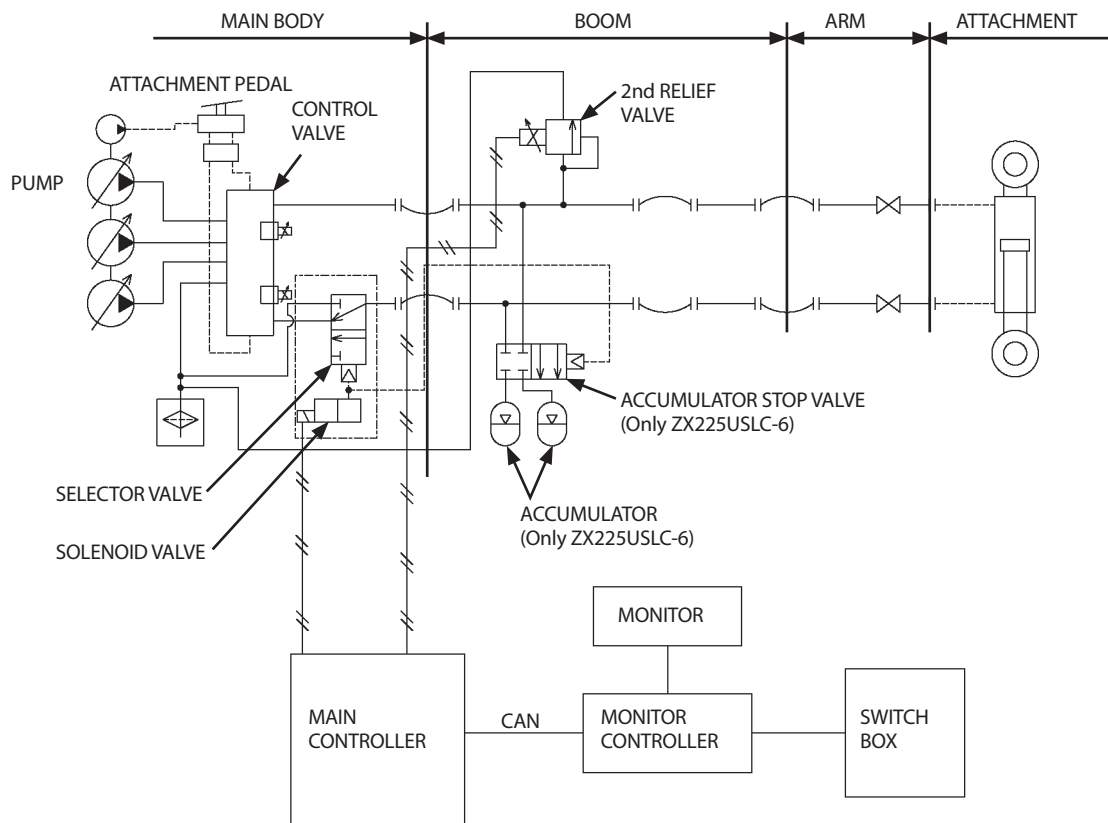 MAIN BODY
BOOM
ARM
ATTACHMENT
ATTACHMENT PEDAL
CONTROL
VALVE
2nd RELIEF
VALVE
PUMP
ACCUMULATOR STOP VALVE
(Only ZX225USLC-6)
SELECTOR VALVE
ACCUMULATOR
(Only ZX225USLC-6)
SOLENOID VALVE
MONITOR
MAIN
CONTROLLER
CAN
MONITOR
CONTROLLER
SWITCH
BOX